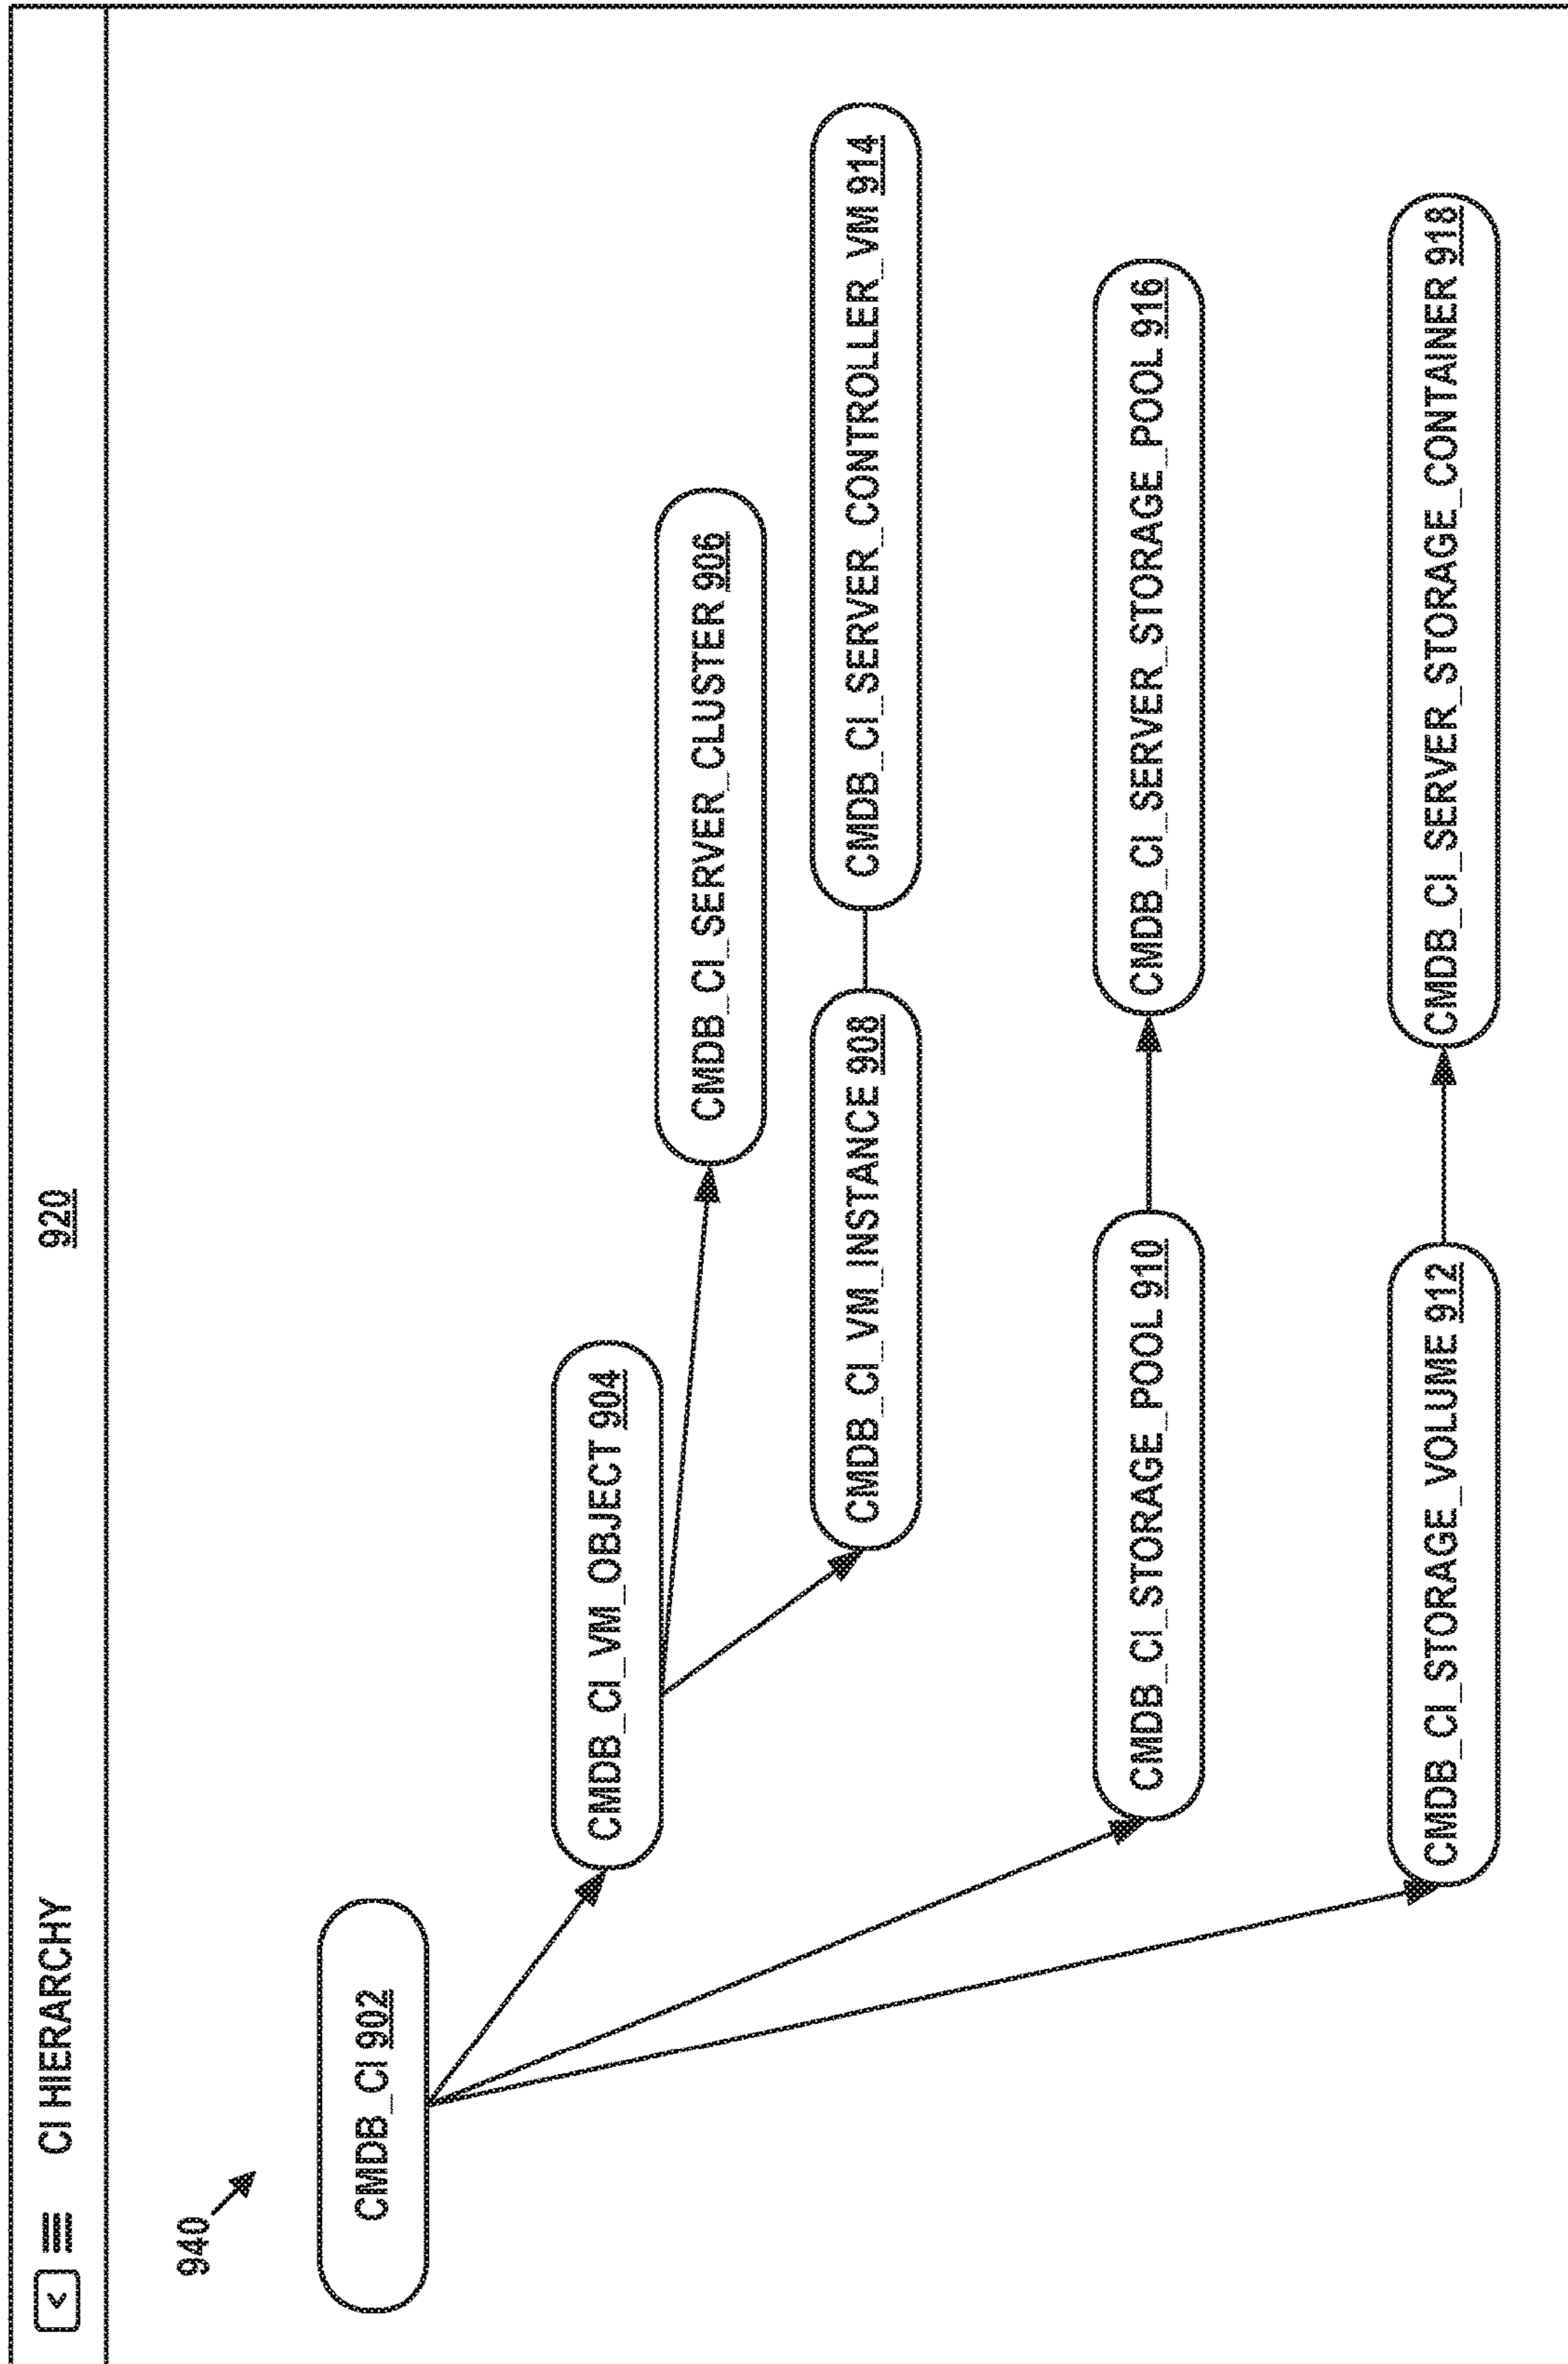 < CI HIERARCHY 920
940
CMDB_CI 902
CMDB_CI_VM_OBJECT 904
CMDB_CI_SERVER_CLUSTER 906
CMDB_CI_VM_INSTANCE 908
CMDB_CI_SERVER_CONTROLLER_VM 914
CMDB_CI_STORAGE_POOL 910
CMDB_CI_SERVER_STORAGE_POOL 916
CMDB_CI_STORAGE_VOLUME 912
CMDB_CI_SERVER_STORAGE_CONTAINER 918